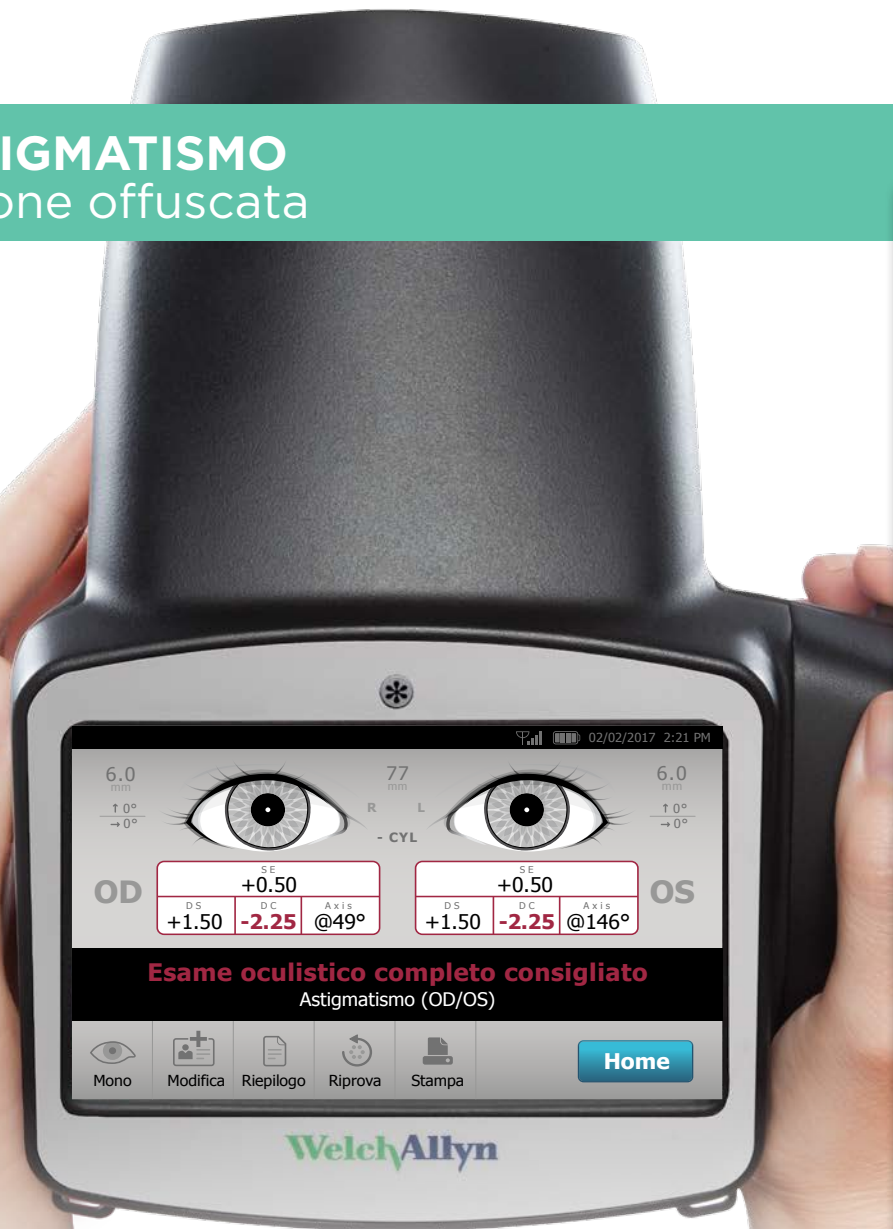 IGMATISMO
one offuscata
02/02/2017 2:21 PM
6.0
mm
↑ 0°
→ 0°
77
mm
R L
- CYL
6.0
mm
↑ 0°
→ 0°
OD
SE
+0.50
DS DC Axis
+1.50 -2.25 @49°
SE
+0.50
DS DC Axis
+1.50 -2.25 @146°
OS
Esame oculistico completo consigliato
Astigmatismo (OD/OS)
Mono Modifica Riepilogo Riprova Stampa Home
WelchAllyn